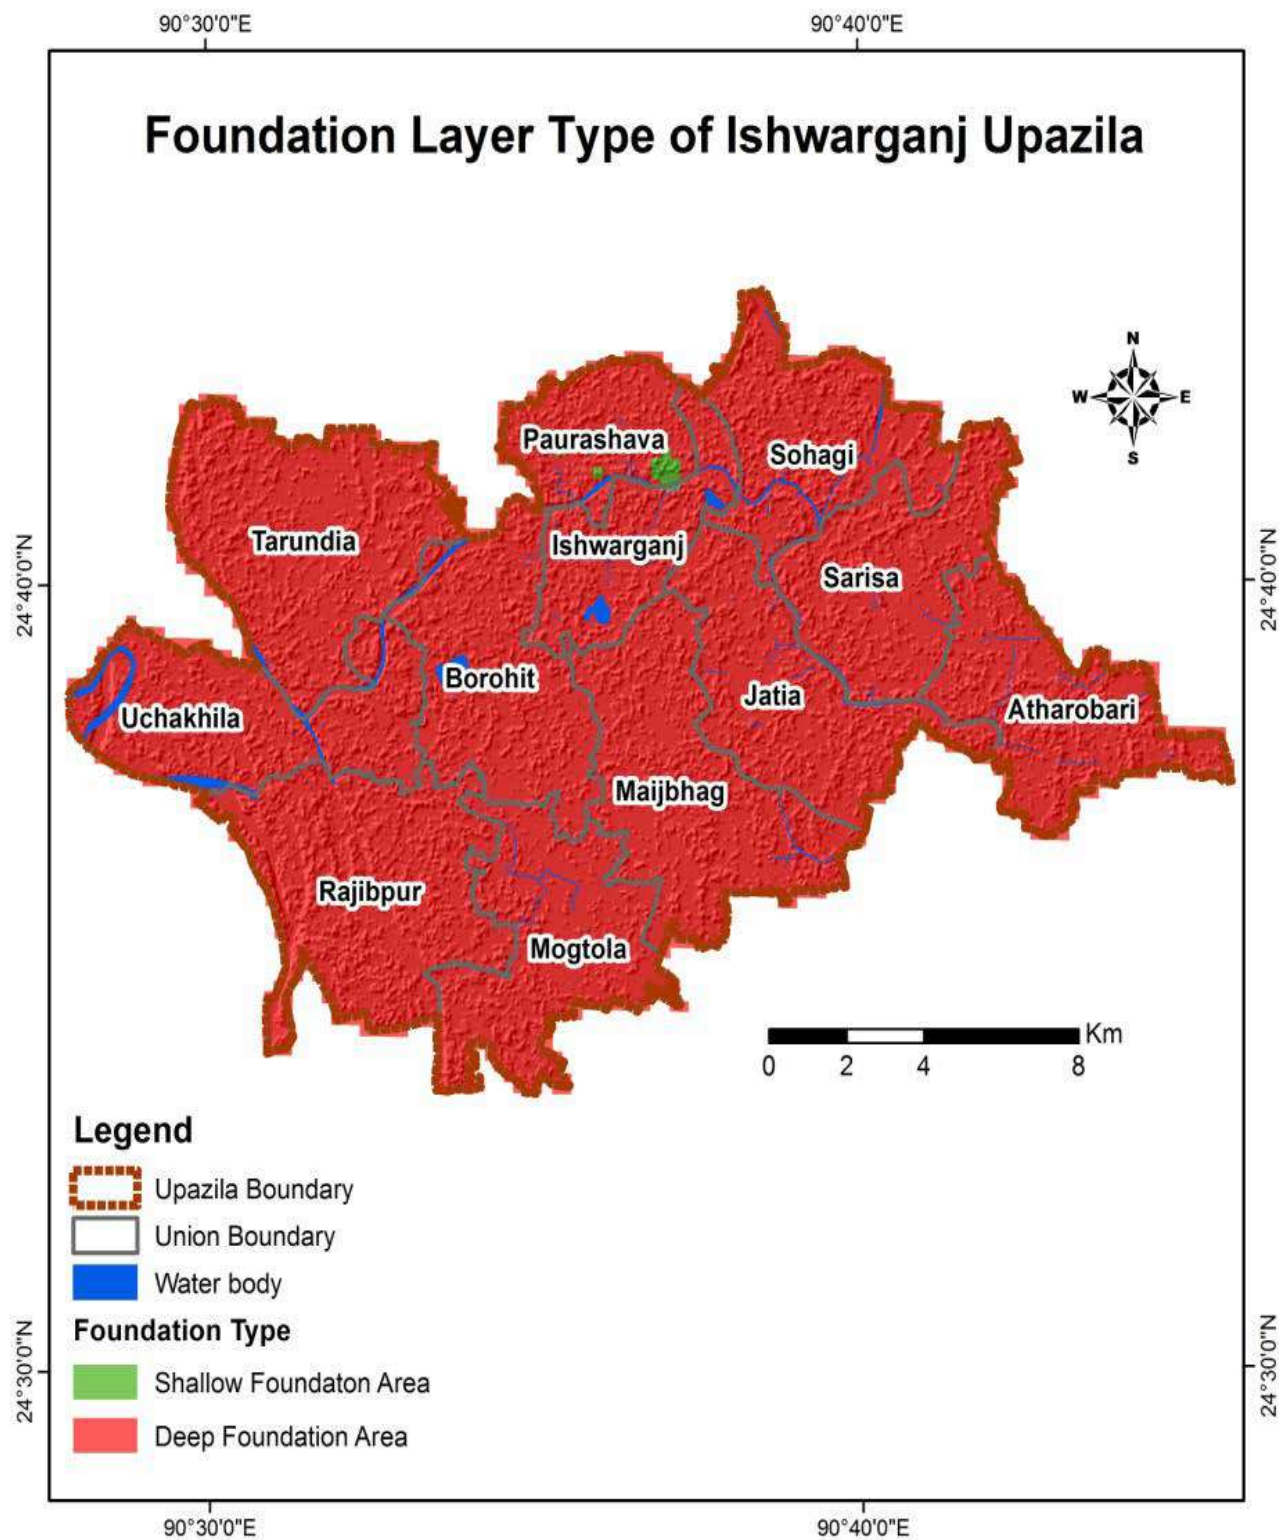 90°30'0"E 90°40'0"E
Foundation Layer Type of Ishwarganj Upazila
N
W E
S
Paurashava
Sohagi
Tarundia
Ishwarganj
24°40'0"N
24°40'0"N
Sarisa
Borohit
Jatia
Uchakhila
Atharobari
Maijbhag
Rajibpur
Mogtola
Km
0 2 4 8
Legend
Upazila Boundary
Union Boundary
Water body
Foundation Type
Shallow Foundaton Area
Deep Foundation Area
24°30'0"N
24°30'0"N
90°30'0"E 90°40'0"E